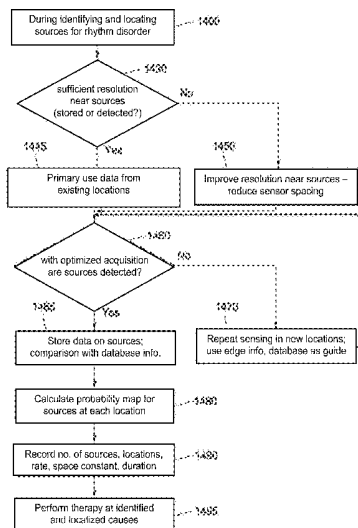 During identifying and locating
sources for rhythm disorder
1400
1430
sufficient resolution
near sources
(stored or detected?)
No
Yes
1450
Primary use data from
existing locations
Improve resolution near sources –
reduce sensor spacing
1460
with optimized acquisition
are sources detected?
No
Yes
1470
Store data on sources;
comparison with database info.
Repeat sensing in new locations;
use edge info, database as guide
Calculate probability map for
sources at each location
1480
Record no. of sources, locations,
rate, space constant, duration
Perform therapy at identified
and localized causes
1495